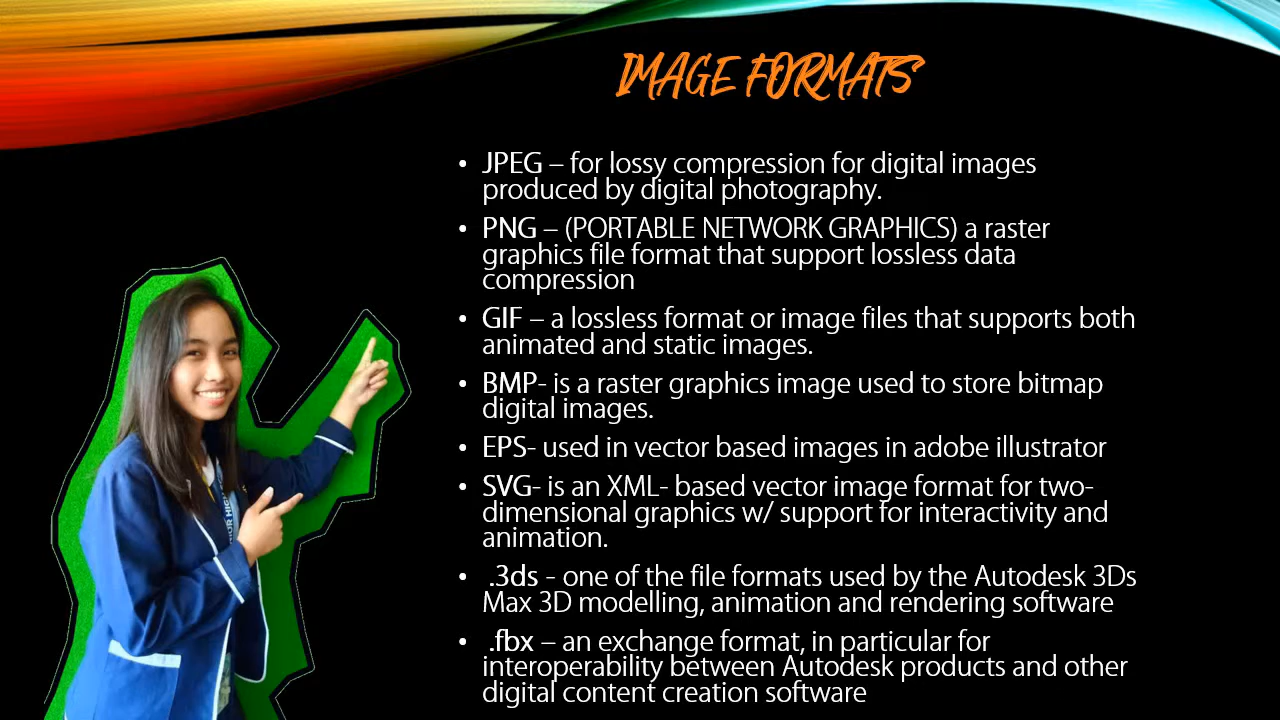 IMAGE FORMATS
• JPEG – for lossy compression for digital images
produced by digital photography.
• PNG – (PORTABLE NETWORK GRAPHICS) a raster
graphics file format that support lossless data
compression
• GIF – a lossless format or image files that supports both
animated and static images.
• BMP- is a raster graphics image used to store bitmap
digital images.
• EPS- used in vector based images in adobe illustrator
• SVG- is an XML- based vector image format for two-
dimensional graphics w/ support for interactivity and
animation.
• .3ds - one of the file formats used by the Autodesk 3Ds
Max 3D modelling, animation and rendering software
• .fbx – an exchange format, in particular for
interoperability between Autodesk products and other
digital content creation software